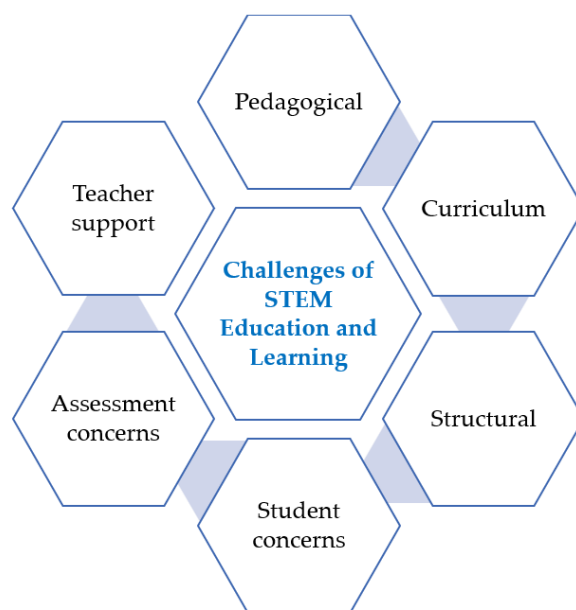 Pedagogical
Curriculum
Structural
Student
concerns
Assessment
concerns
Teacher
support
Challenges of
STEM
Education and
Learning